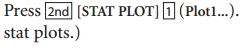 Press 2nd [STAT PLOT] 1 (Plot1...).
stat plots.)